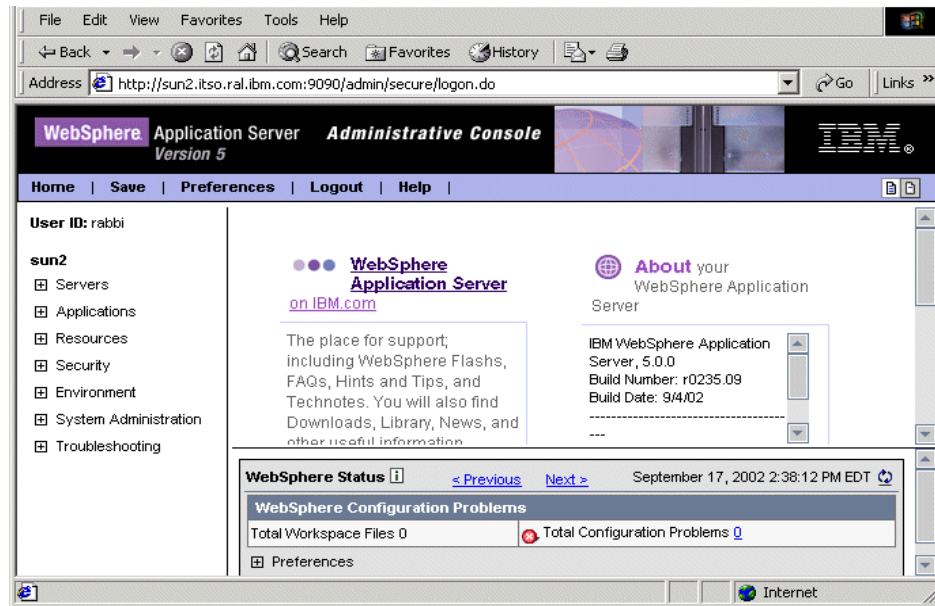 File Edit View Favorites Tools Help
Back Search Favorites History
Address http://sun2.itso.ral.ibm.com:9090/admin/secure/logon.do Go Links »
WebSphere Application Server Administrative Console
Version 5
IBM®
Home | Save | Preferences | Logout | Help |
User ID: rabbi
sun2
Servers
Applications
Resources
Security
Environment
System Administration
Troubleshooting
WebSphere
Application Server
on IBM.com
The place for support;
including WebSphere Flashs,
FAQs, Hints and Tips, and
Technotes. You will also find
Downloads, Library, News, and
other useful information
About your
WebSphere Application
Server
IBM WebSphere Application
Server, 5.0.0
Build Number: r0235.09
Build Date: 9/4/02
-----------------------------------
---
WebSphere Status i < Previous Next > September 17, 2002 2:38:12 PM EDT
WebSphere Configuration Problems
Total Workspace Files 0 Total Configuration Problems 0
Preferences
Internet